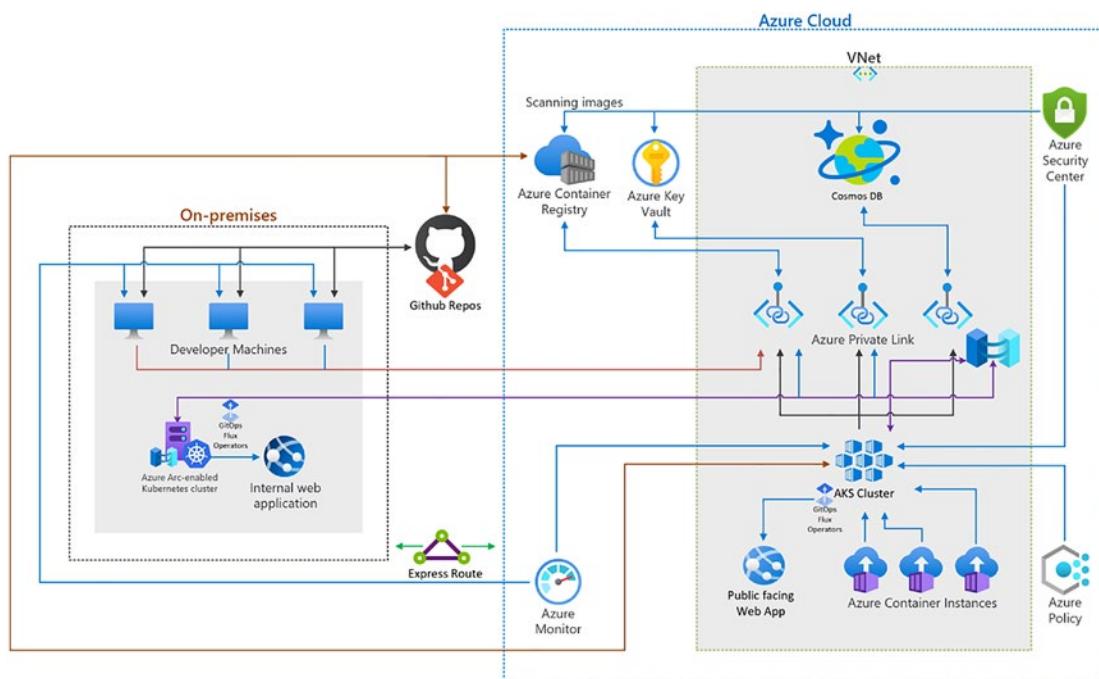 Azure Cloud
VNet
Scanning images
Azure
Security
Center
Azure Container
Registry
Azure Key
Vault
Cosmos DB
On-premises
Github Repos
Developer Machines
Azure Private Link
GitOps
Flux
Operators
Azure Arc-enabled
Kubernetes cluster
Internal web
application
AKS Cluster
GitOps
Flux
Operators
Express Route
Azure
Monitor
Public facing
Web App
Azure Container Instances
Azure
Policy